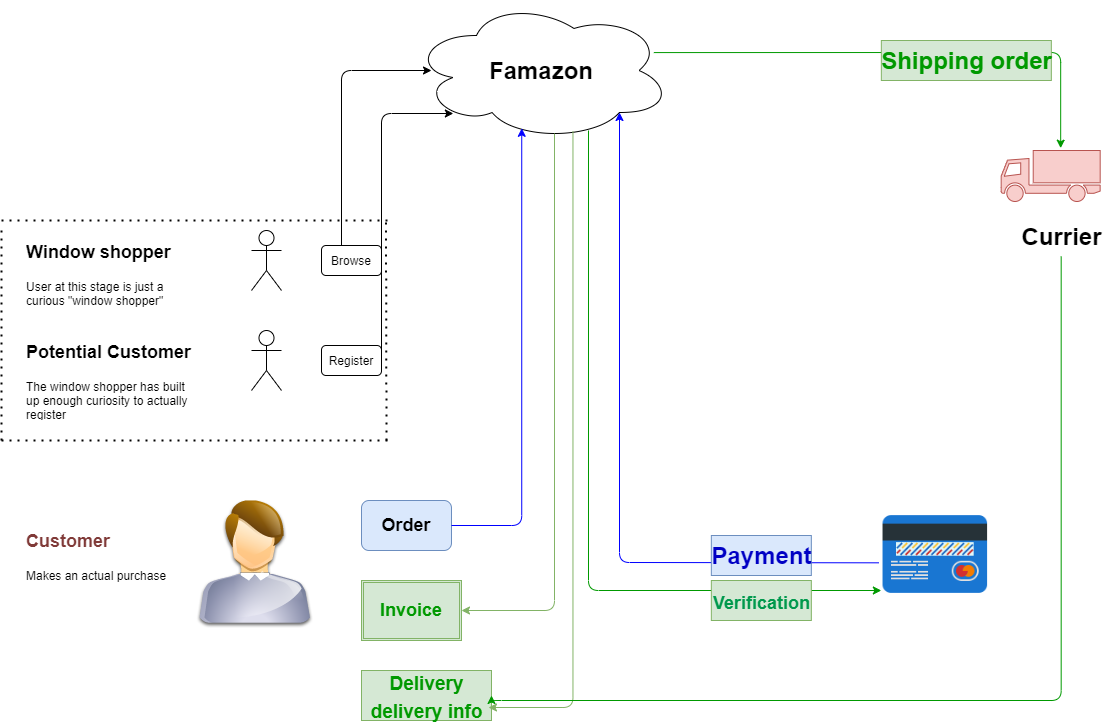 Famazon
Shipping order
Currier
Window shopper
Browse
User at this stage is just a
curious "window shopper"
Potential Customer
Register
The window shopper has built
up enough curiosity to actually
register
Customer
Makes an actual purchase
Order
Payment
Invoice
Verification
Delivery
delivery info